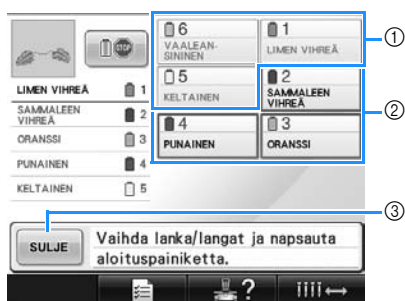 6
VAALEAN-
SININEN
1
LIMEN VIHREÄ
5
KELTAINEN
2
SAMMALEEN
VIHREÄ
4
PUNAINEN
3
ORANSSI
LIMEN VIHREÄ 1
SAMMALEEN
VIHREÄ 2
ORANSSI 3
PUNAINEN 4
KELTAINEN 5
SULJE
Vaihda lanka/langat ja napsauta
aloituspainiketta.
?
①
②
③